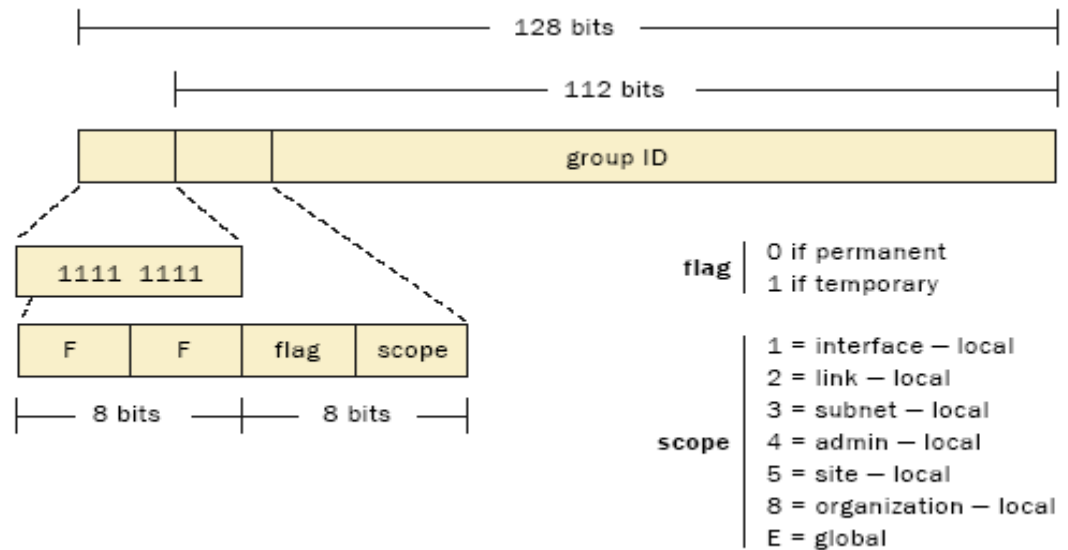 128 bits
112 bits
group ID
1111 1111
F F flag scope
8 bits 8 bits
flag
0 if permanent
1 if temporary
scope
1 = interface – local
2 = link – local
3 = subnet – local
4 = admin – local
5 = site – local
8 = organization – local
E = global